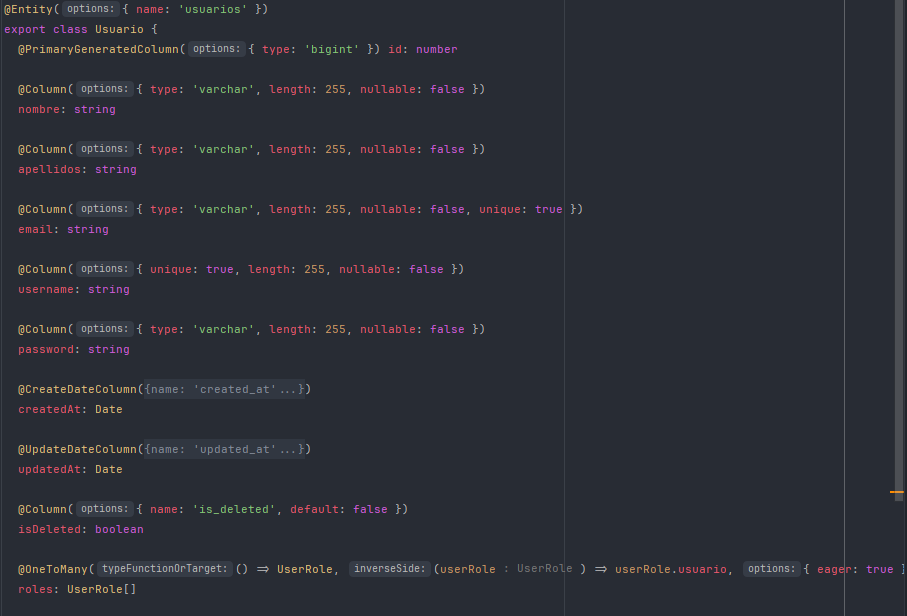 @Entity( options: { name: 'usuarios' })
export class Usuario {
@PrimaryGeneratedColumn( options: { type: 'bigint' }) id: number
@Column( options: { type: 'varchar', length: 255, nullable: false })
nombre: string
@Column( options: { type: 'varchar', length: 255, nullable: false })
apellidos: string
@Column( options: { type: 'varchar', length: 255, nullable: false, unique: true })
email: string
@Column( options: { unique: true, length: 255, nullable: false })
username: string
@Column( options: { type: 'varchar', length: 255, nullable: false })
password: string
@CreateDateColumn({name: 'created_at'...})
createdAt: Date
@UpdateDateColumn({name: 'updated_at'...})
updatedAt: Date
@Column( options: { name: 'is_deleted', default: false })
isDeleted: boolean
@OneToMany( typeFunctionOrTarget: () => UserRole, inverseSide: (userRole : UserRole ) => userRole.usuario, options: { eager: true }
roles: UserRole[]